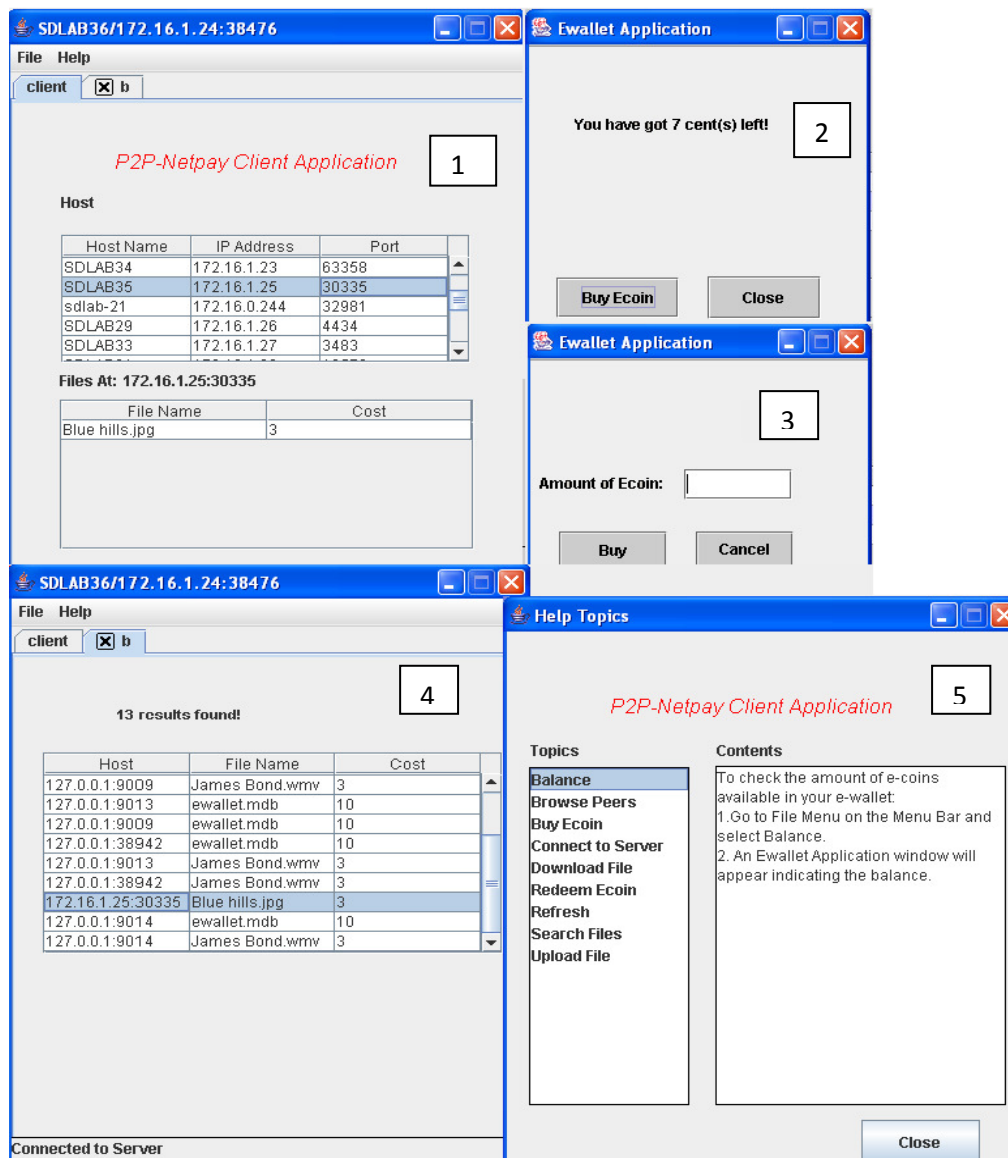 SDLAB36/172.16.1.24:38476
File Help
client b
P2P-Netpay Client Application
1
Host
Host Name IP Address Port
SDLAB34 172.16.1.23 63358
SDLAB35 172.16.1.25 30335
sdlab-21 172.16.0.244 32981
SDLAB29 172.16.1.26 4434
SDLAB33 172.16.1.27 3483
Files At: 172.16.1.25:30335
File Name Cost
Blue hills.jpg 3
Ewallet Application
You have got 7 cent(s) left!
2
Buy Ecoin Close
Ewallet Application
3
Amount of Ecoin:
Buy Cancel
SDLAB36/172.16.1.24:38476
File Help
client b
4
13 results found!
Host File Name Cost
127.0.0.1:9009 James Bond.wmv 3
127.0.0.1:9013 ewallet.mdb 10
127.0.0.1:9009 ewallet.mdb 10
127.0.0.1:38942 ewallet.mdb 10
127.0.0.1:9013 James Bond.wmv 3
127.0.0.1:38942 James Bond.wmv 3
172.16.1.25:30335 Blue hills.jpg 3
127.0.0.1:9014 ewallet.mdb 10
127.0.0.1:9014 James Bond.wmv 3
Connected to Server
Help Topics
5
P2P-Netpay Client Application
Topics
Balance
Browse Peers
Buy Ecoin
Connect to Server
Download File
Redeem Ecoin
Refresh
Search Files
Upload File
Contents
To check the amount of e-coins
available in your e-wallet:
1.Go to File Menu on the Menu Bar and
select Balance.
2. An Ewallet Application window will
appear indicating the balance.
Close